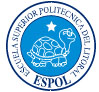 ESCUELA SUPERIOR POLITECNICA DEL LITORAL
ESPOL